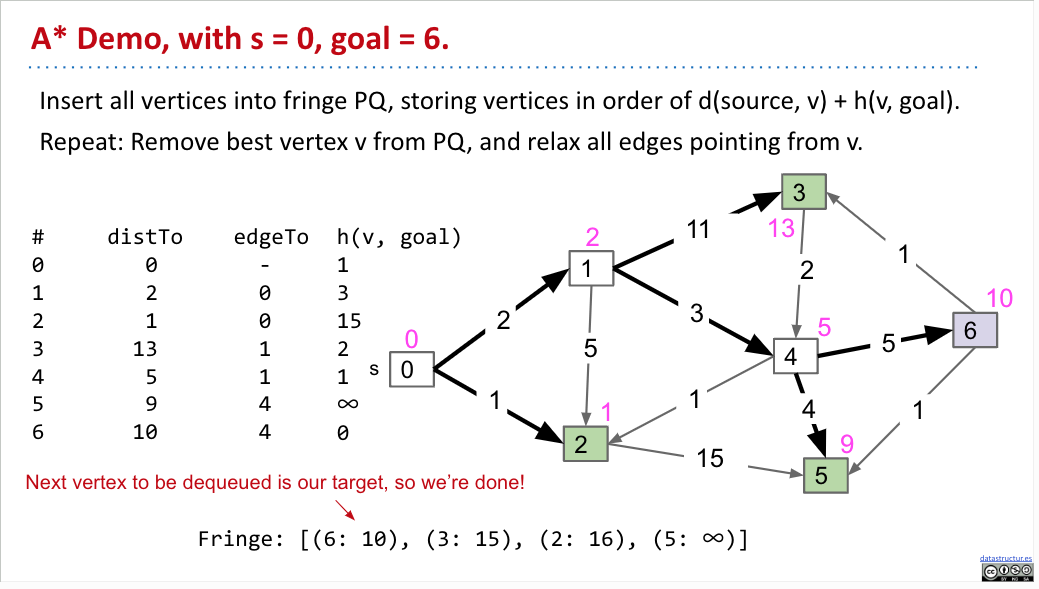 A* Demo, with s = 0, goal = 6.
Insert all vertices into fringe PQ, storing vertices in order of d(source, v) + h(v, goal).
Repeat: Remove best vertex v from PQ, and relax all edges pointing from v.
# distTo edgeTo h(v, goal)
0 0 - 1
1 2 0 3
2 1 0 15
3 13 1 2
4 5 1 1
5 9 4 ∞
6 10 4 0
3
13
11
2
1
2
1
10
6
2
3
5
4
5
0
s
0
5
1
1
4
1
1
2
15
9
5
Next vertex to be dequeued is our target, so we’re done!
Fringe: [(6: 10), (3: 15), (2: 16), (5: ∞)]
datastructur.es
CC BY NC SA